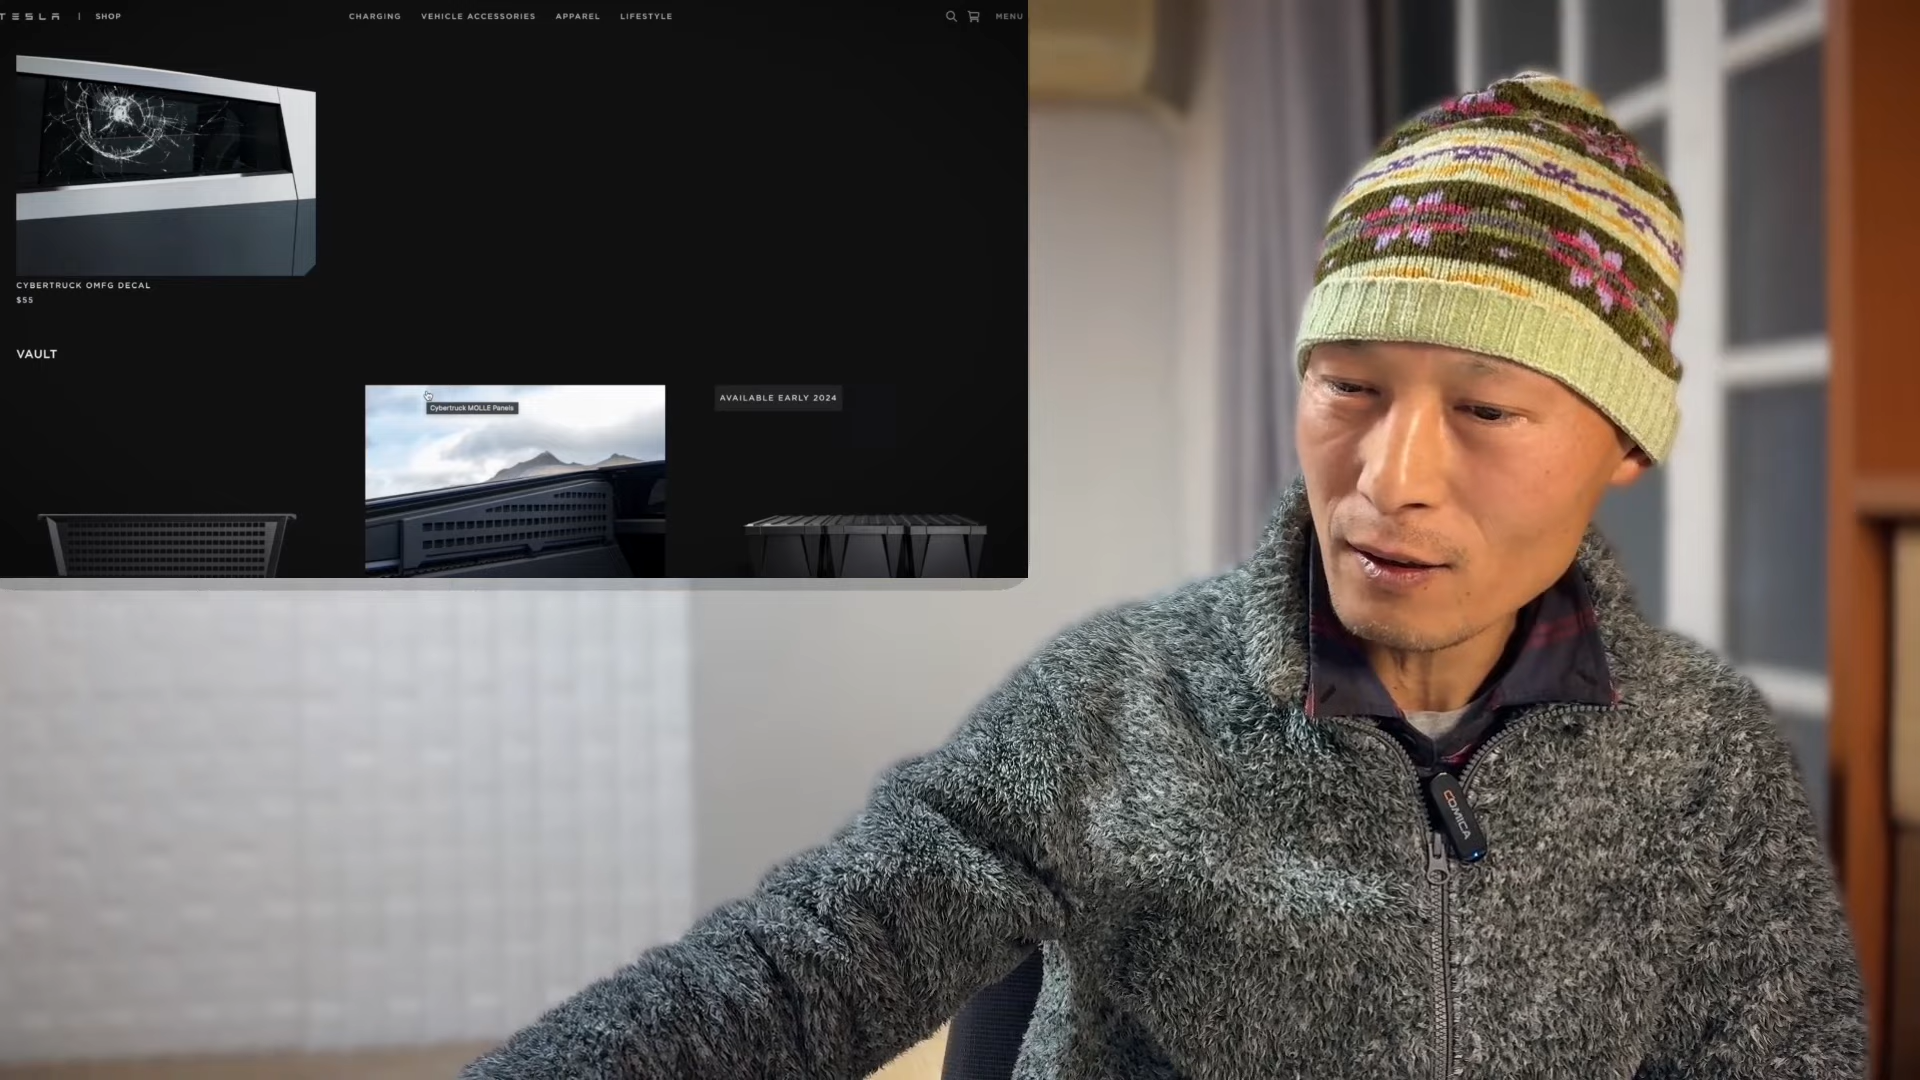 TESLA | SHOP
CHARGING VEHICLE ACCESSORIES APPAREL LIFESTYLE
MENU
CYBERTRUCK OMFG DECAL
$55
VAULT
Cybertruck MOLLE Panels
AVAILABLE EARLY 2024
COMICA